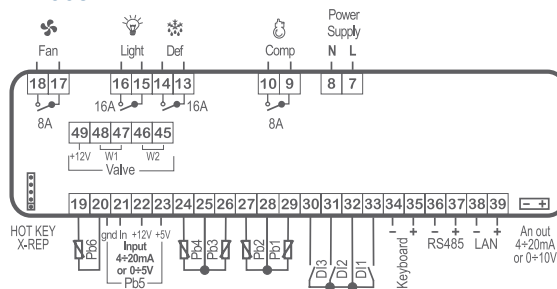 Fan
Light
Def
Comp
Power
Supply
N L
18 17
16 15 14 13
10 9
8 7
8A
16A
16A
8A
49 48 47 46 45
+12V W1 W2
Valve
19 20 21 22 23 24 25 26 27 28 29 30 31 32 33 34 35 36 37 38 39
- +
HOT KEY
X-REP
Pb6
gnd In +12V +5V
Input
4÷20mA
or 0÷5V
Pb5
Pb4
Pb3
Pb2
Pb1
DI3
DI2
DI1
- +
Keyboard
- +
RS485
- +
LAN
An out
4÷20mA
or 0÷10V